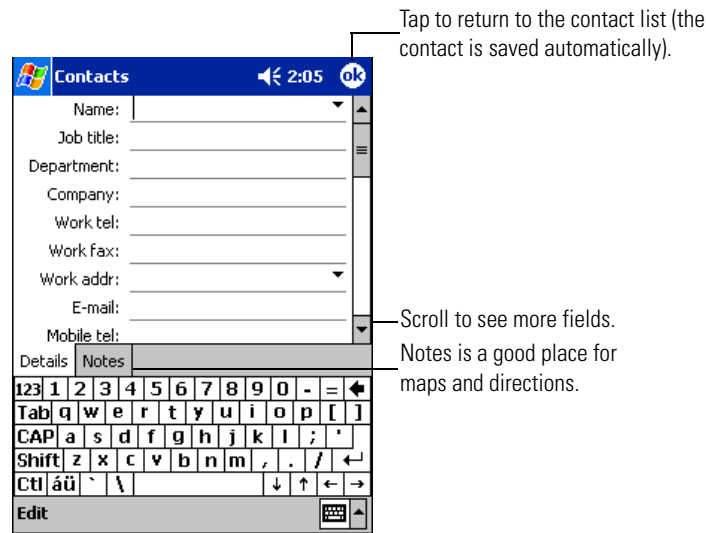 Tap to return to the contact list (the
contact is saved automatically).
Contacts 2:05 ok
Name:
Job title:
Department:
Company:
Work tel:
Work fax:
Work addr:
E-mail:
Mobile tel:
Scroll to see more fields.
Details Notes
Notes is a good place for
maps and directions.
123 1 2 3 4 5 6 7 8 9 0 - =
Tab q w e r t y u i o p [ ]
CAP a s d f g h j k l ; '
Shift z x c v b n m , . /
Ctl áü ` \
Edit